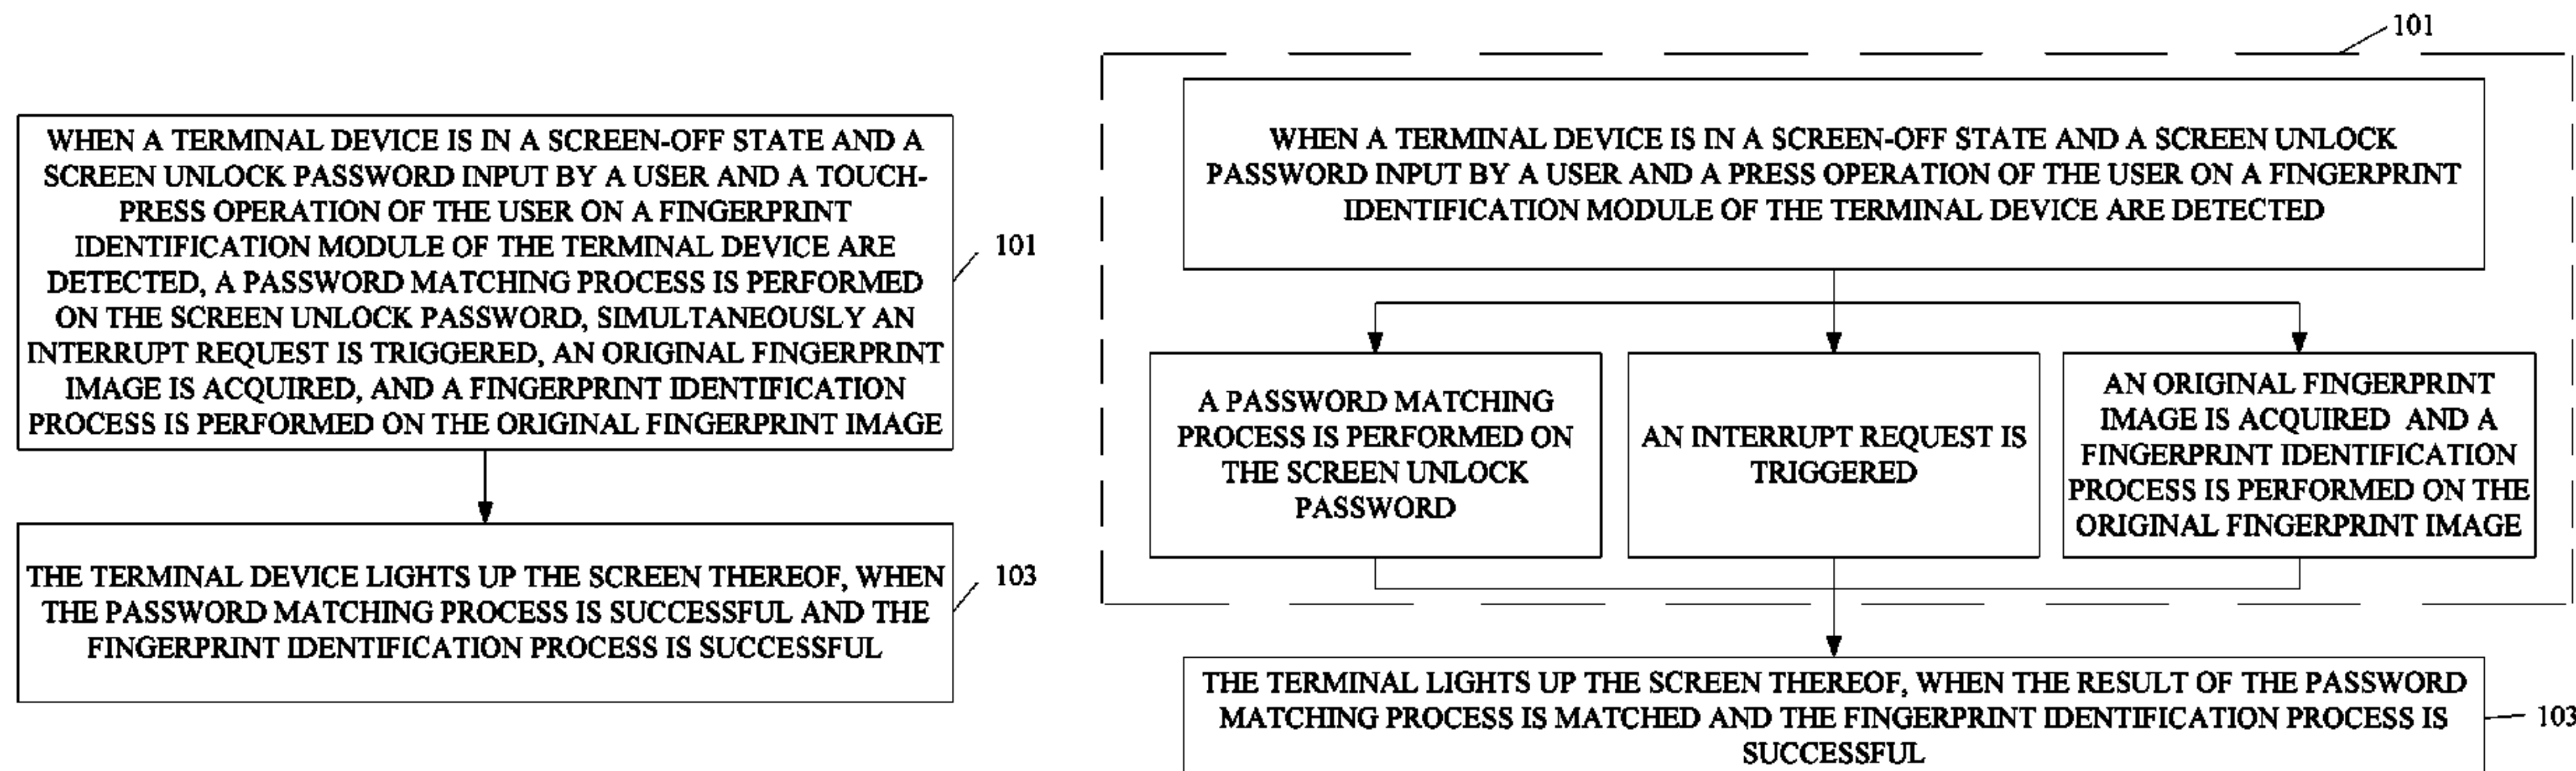 WHEN A TERMINAL DEVICE IS IN A SCREEN-OFF STATE AND A
SCREEN UNLOCK PASSWORD INPUT BY A USER AND A TOUCH-
PRESS OPERATION OF THE USER ON A FINGERPRINT
IDENTIFICATION MODULE OF THE TERMINAL DEVICE ARE
DETECTED, A PASSWORD MATCHING PROCESS IS PERFORMED
ON THE SCREEN UNLOCK PASSWORD, SIMULTANEOUSLY AN
INTERRUPT REQUEST IS TRIGGERED, AN ORIGINAL FINGERPRINT
IMAGE IS ACQUIRED, AND A FINGERPRINT IDENTIFICATION
PROCESS IS PERFORMED ON THE ORIGINAL FINGERPRINT IMAGE
101
THE TERMINAL DEVICE LIGHTS UP THE SCREEN THEREOF, WHEN
THE PASSWORD MATCHING PROCESS IS SUCCESSFUL AND THE
FINGERPRINT IDENTIFICATION PROCESS IS SUCCESSFUL
103
101
WHEN A TERMINAL DEVICE IS IN A SCREEN-OFF STATE AND A SCREEN UNLOCK
PASSWORD INPUT BY A USER AND A PRESS OPERATION OF THE USER ON A FINGERPRINT
IDENTIFICATION MODULE OF THE TERMINAL DEVICE ARE DETECTED
A PASSWORD MATCHING
PROCESS IS PERFORMED ON
THE SCREEN UNLOCK
PASSWORD
AN INTERRUPT REQUEST IS
TRIGGERED
AN ORIGINAL FINGERPRINT
IMAGE IS ACQUIRED AND A
FINGERPRINT IDENTIFICATION
PROCESS IS PERFORMED ON THE
ORIGINAL FINGERPRINT IMAGE
THE TERMINAL LIGHTS UP THE SCREEN THEREOF, WHEN THE RESULT OF THE PASSWORD
MATCHING PROCESS IS MATCHED AND THE FINGERPRINT IDENTIFICATION PROCESS IS
SUCCESSFUL
103